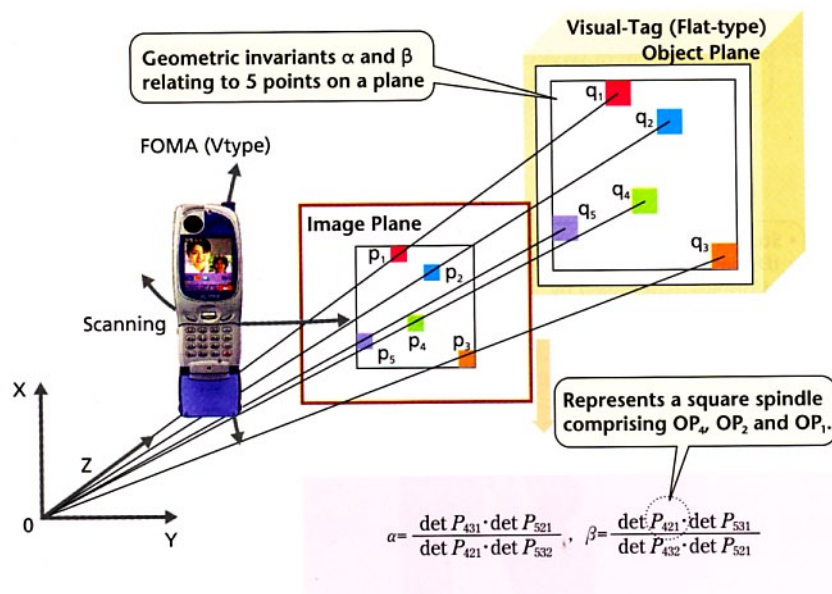 Visual-Tag (Flat-type)
Object Plane
Geometric invariants α and β
relating to 5 points on a plane
q₁
q₂
FOMA (Vtype)
q₄
q₅
q₃
Image Plane
p₁
p₂
Scanning
p₄
p₃
p₅
X
Z
0
Y
Represents a square spindle
comprising OP₄, OP₂ and OP₁.
α= det P₄₃₁·det P₅₂₁ / det P₄₂₁·det P₅₃₂ , β= det P₄₂₁·det P₅₃₁ / det P₄₃₂·det P₅₂₁